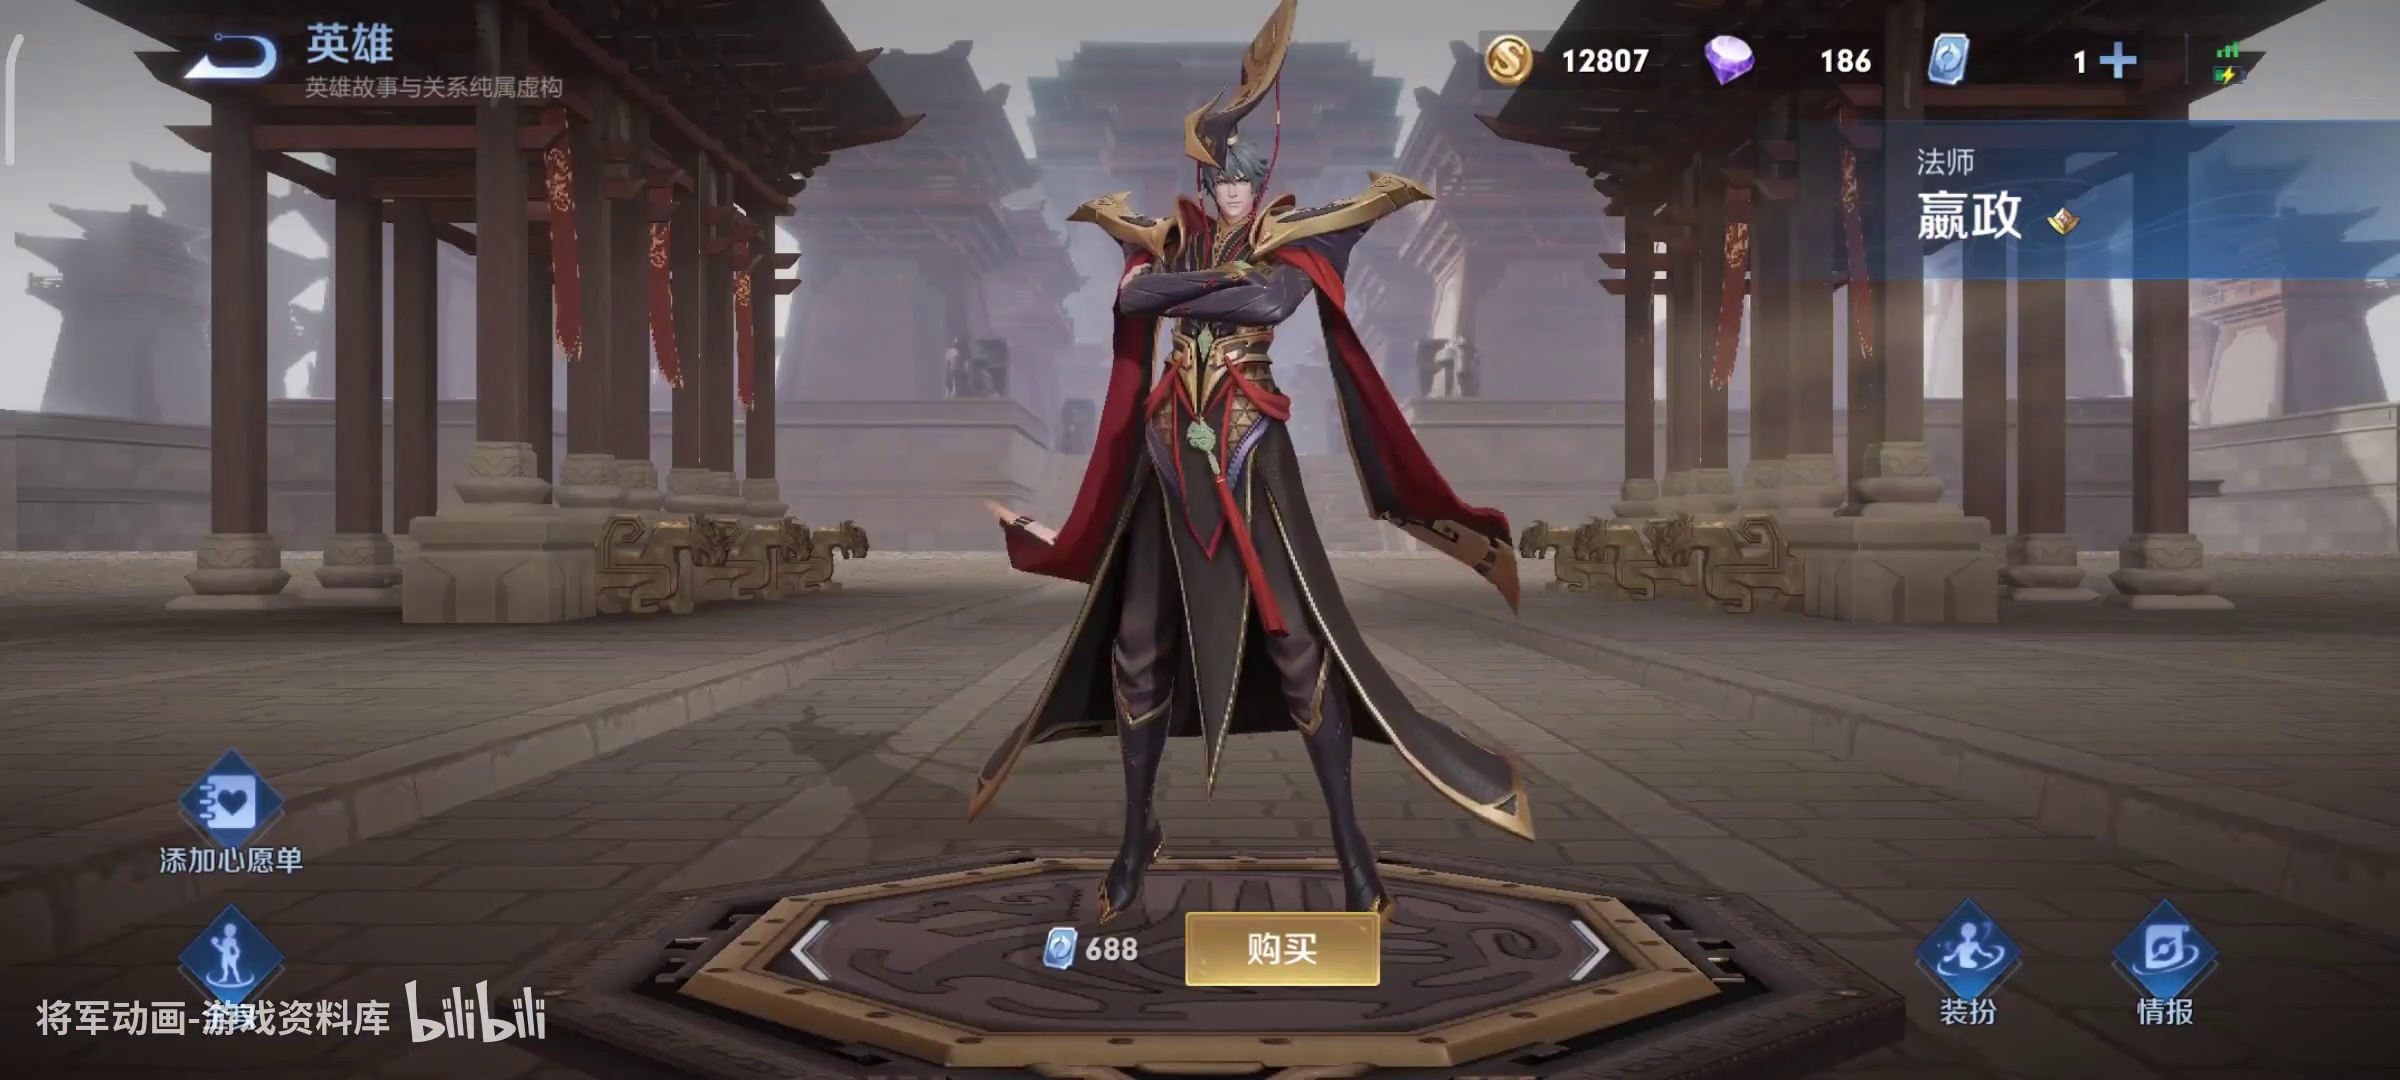 英雄
英雄故事与关系纯属虚构
12807
186
1
法师
嬴政
添加心愿单
688
购买
装扮
情报
将军动画-游戏资料库
bilibili